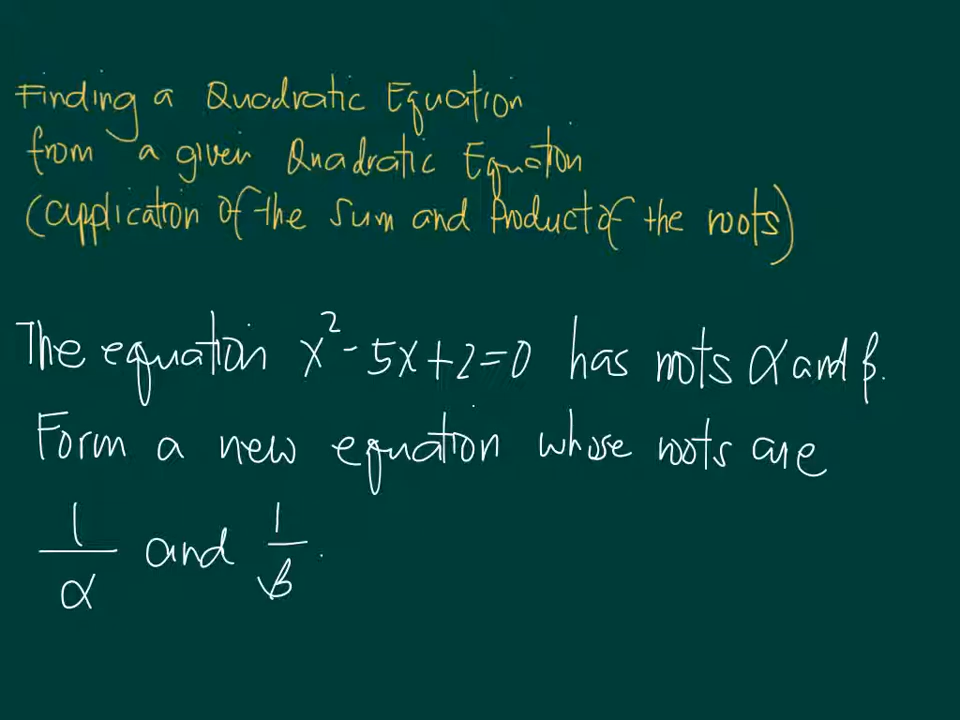 Finding a Quadratic Equation
from a given Quadratic Equation
(application of the sum and Product of the roots)
The equation x² - 5x + 2 = 0 has roots α and β.
Form a new equation whose roots are
1/α and 1/β.